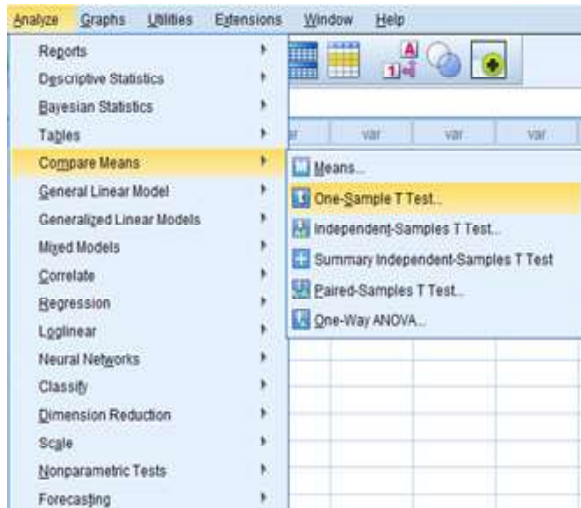 Analyze Graphs Utilities Extensions Window Help
Reports
Descriptive Statistics
Bayesian Statistics
Tables
var var var
Compare Means
General Linear Model
Generalized Linear Models
Mixed Models
Correlate
Regression
Loglinear
Neural Networks
Classify
Dimension Reduction
Scale
Nonparametric Tests
Forecasting
Means...
One-Sample T Test...
Independent-Samples T Test...
Summary Independent-Samples T Test
Paired-Samples T Test...
One-Way ANOVA...